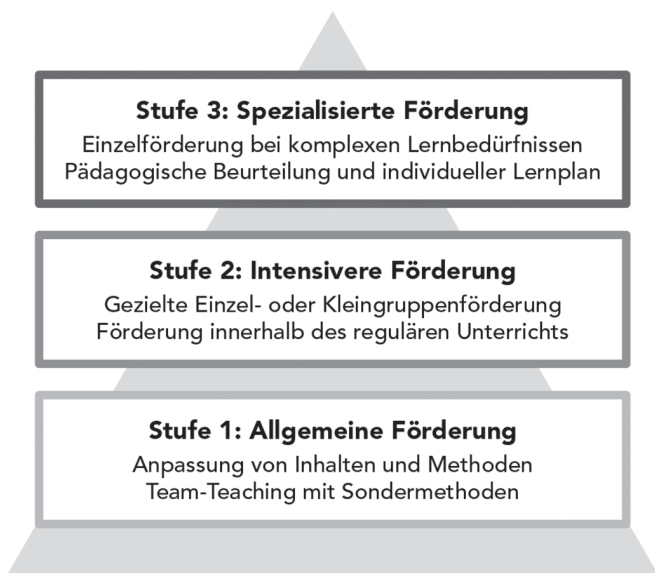 Stufe 3: Spezialisierte Förderung
Einzelförderung bei komplexen Lernbedürfnissen
Pädagogische Beurteilung und individueller Lernplan
Stufe 2: Intensivere Förderung
Gezielte Einzel- oder Kleingruppenförderung
Förderung innerhalb des regulären Unterrichts
Stufe 1: Allgemeine Förderung
Anpassung von Inhalten und Methoden
Team-Teaching mit Sondermethoden